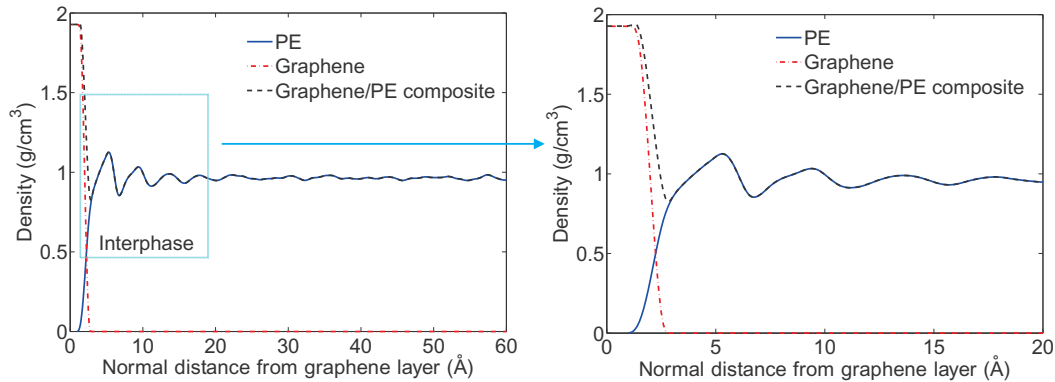 2
1.5
1
0.5
0
Density (g/cm³)
PE
Graphene
Graphene/PE composite
Interphase
0 10 20 30 40 50 60
Normal distance from graphene layer (Å)
2
1.5
1
0.5
0
Density (g/cm³)
PE
Graphene
Graphene/PE composite
0 5 10 15 20
Normal distance from graphene layer (Å)